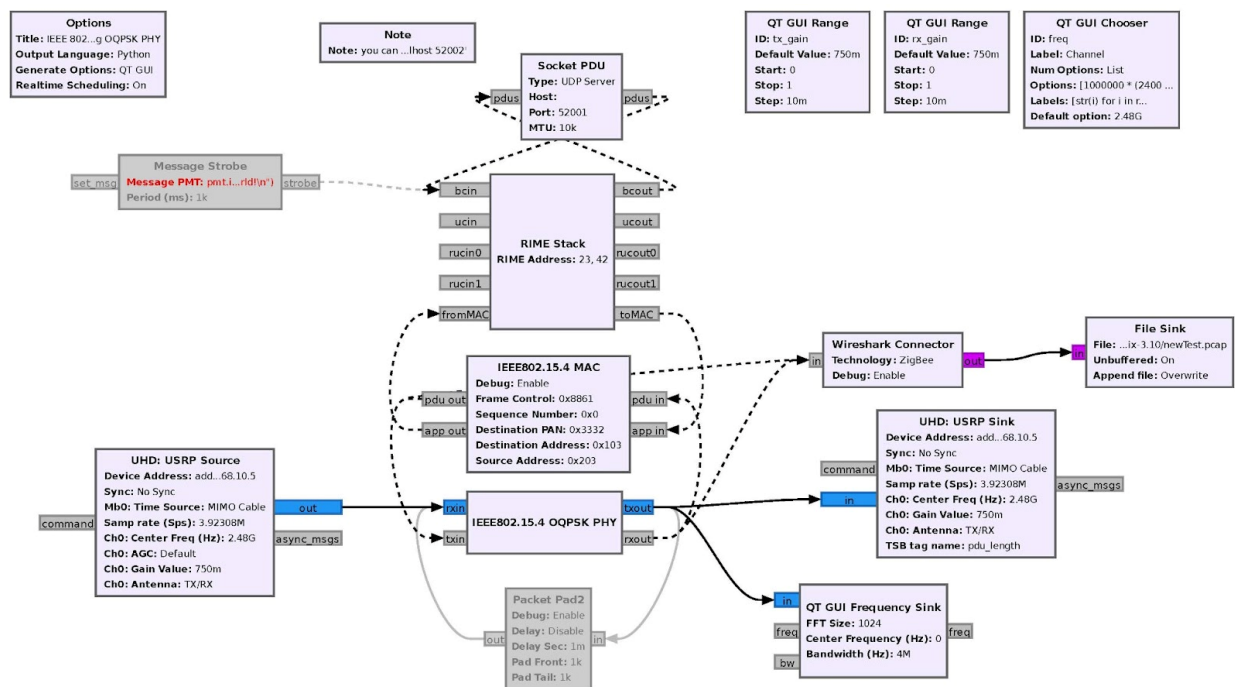 Options
Title: IEEE 802...g OQPSK PHY
Output Language: Python
Generate Options: QT GUI
Realtime Scheduling: On
Note
Note: you can ...lhost 52002'
QT GUI Range
ID: tx_gain
Default Value: 750m
Start: 0
Stop: 1
Step: 10m
QT GUI Range
ID: rx_gain
Default Value: 750m
Start: 0
Stop: 1
Step: 10m
QT GUI Chooser
ID: freq
Label: Channel
Num Options: List
Options: [1000000 * (2400 ...
Labels: [str(i) for i in r...
Default option: 2.48G
Socket PDU
Type: UDP Server
Host:
Port: 52001
MTU: 10k
pdus
pdus
Message Strobe
Message PMT: pmt.i...rld!\n")
Period (ms): 1k
set_msg
strobe
RIME Stack
RIME Address: 23, 42
bcin
ucin
rucin0
rucin1
fromMAC
bcout
ucout
rucout0
rucout1
toMAC
IEEE802.15.4 MAC
Debug: Enable
Frame Control: 0x8861
Sequence Number: 0x0
Destination PAN: 0x3332
Destination Address: 0x103
Source Address: 0x203
pdu out
app out
pdu in
app in
Wireshark Connector
Technology: ZigBee
Debug: Enable
in
out
File Sink
File: ...ix-3.10/newTest.pcap
Unbuffered: On
Append file: Overwrite
in
UHD: USRP Source
Device Address: add...68.10.5
Sync: No Sync
Mb0: Time Source: MIMO Cable
Samp rate (Sps): 3.92308M
Ch0: Center Freq (Hz): 2.48G
Ch0: AGC: Default
Ch0: Gain Value: 750m
Ch0: Antenna: TX/RX
command
out
async_msgs
IEEE802.15.4 OQPSK PHY
rxin
txin
txout
rxout
UHD: USRP Sink
Device Address: add...68.10.5
Sync: No Sync
Mb0: Time Source: MIMO Cable
Samp rate (Sps): 3.92308M
Ch0: Center Freq (Hz): 2.48G
Ch0: Gain Value: 750m
Ch0: Antenna: TX/RX
TSB tag name: pdu_length
command
in
async_msgs
Packet Pad2
Debug: Enable
Delay: Disable
Delay Sec: 1m
Pad Front: 1k
Pad Tail: 1k
out
in
QT GUI Frequency Sink
FFT Size: 1024
Center Frequency (Hz): 0
Bandwidth (Hz): 4M
in
freq
bw
freq